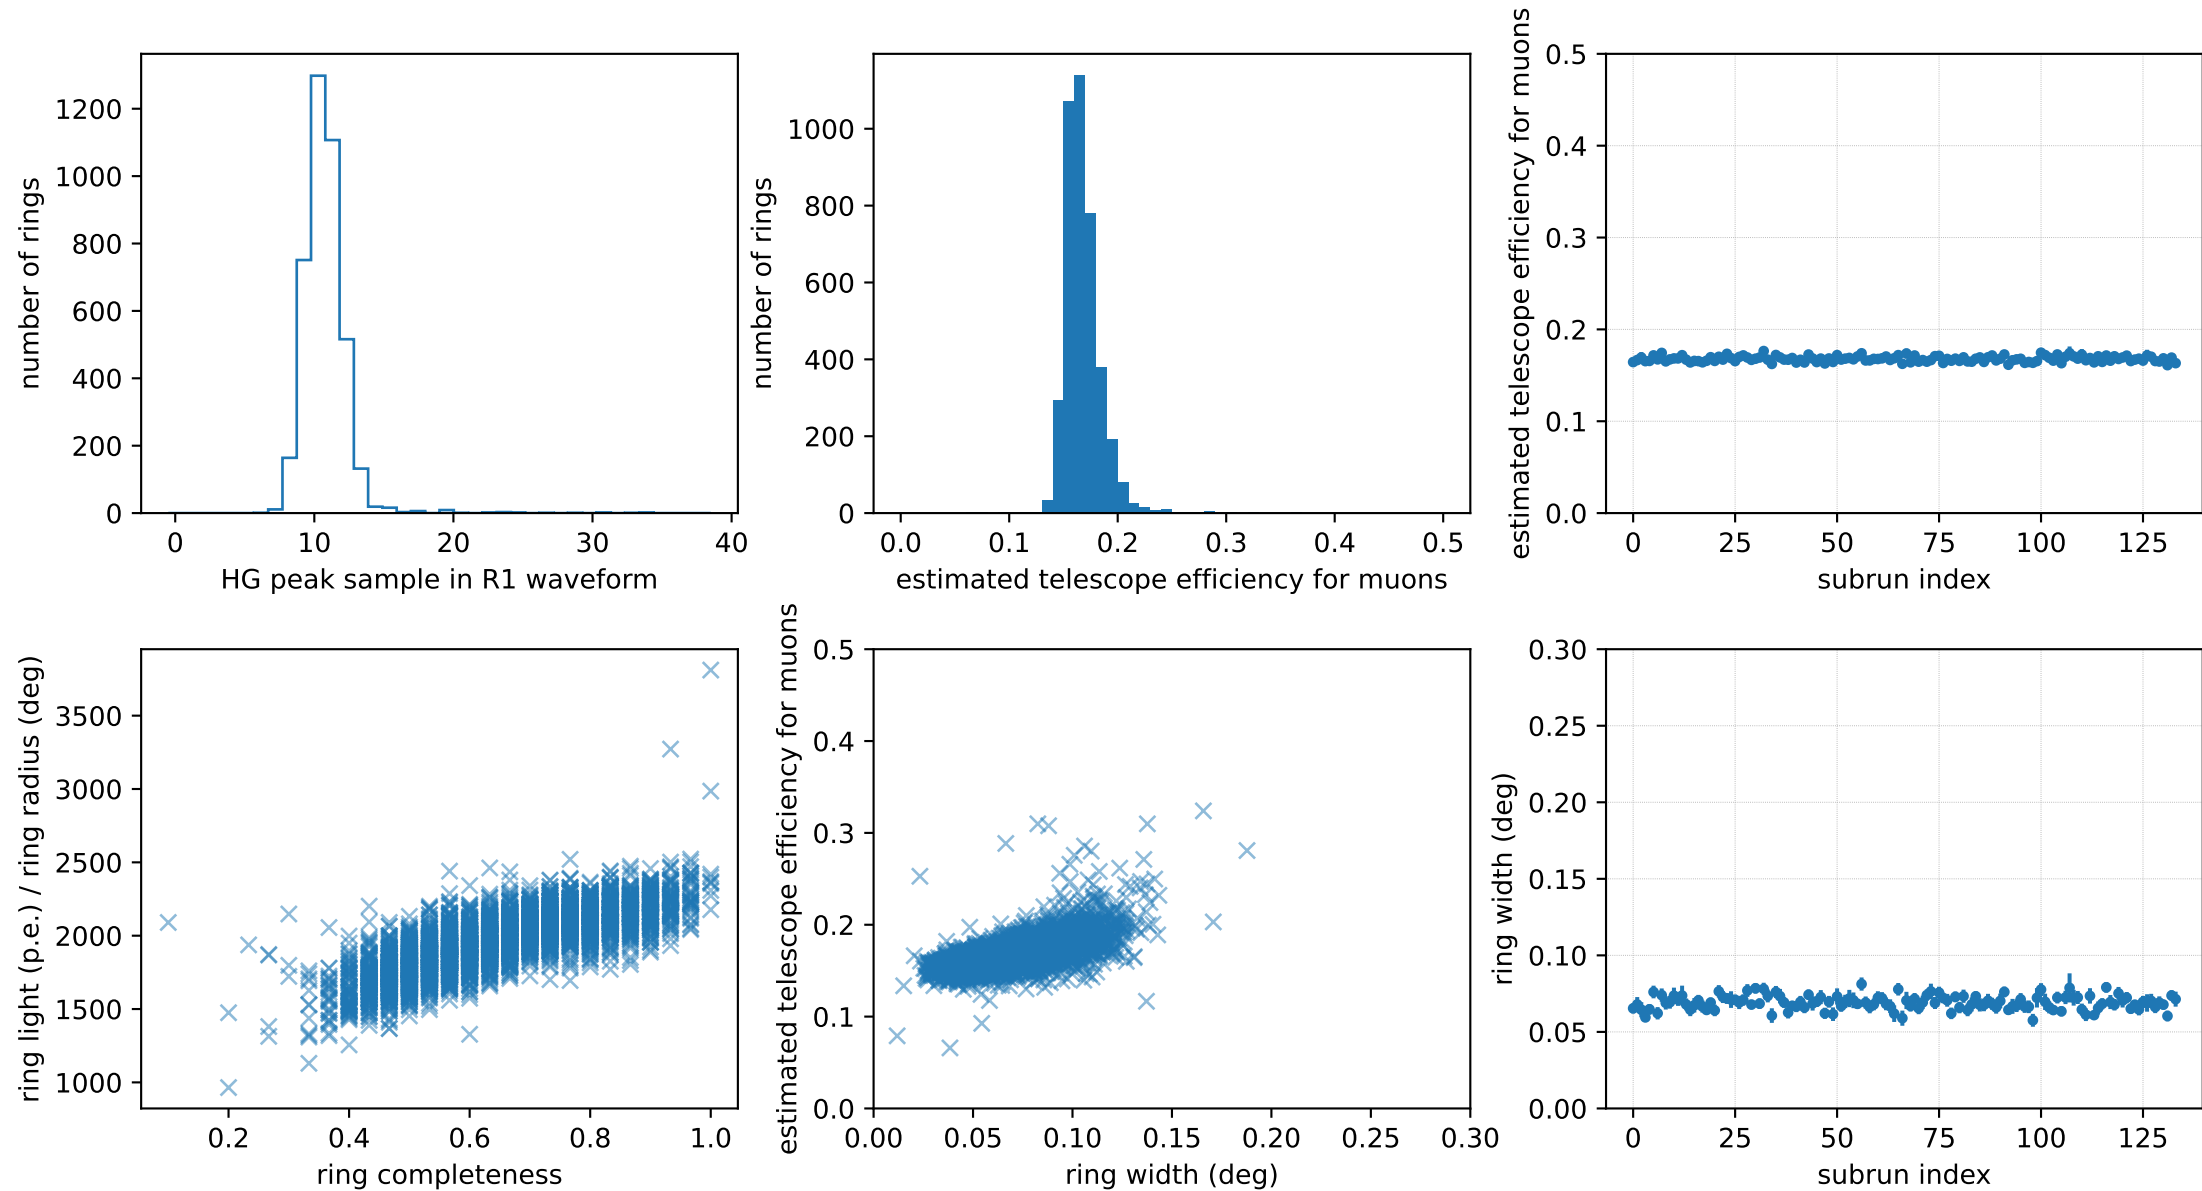 number of rings
1200
1000
800
600
400
200
0
0 10 20 30 40
HG peak sample in R1 waveform
number of rings
1000
800
600
400
200
0
0.0 0.1 0.2 0.3 0.4 0.5
estimated telescope efficiency for muons
estimated telescope efficiency for muons
0.5
0.4
0.3
0.2
0.1
0.0
0 25 50 75 100 125
subrun index
ring light (p.e.) / ring radius (deg)
3500
3000
2500
2000
1500
1000
0.2 0.4 0.6 0.8 1.0
ring completeness
estimated telescope efficiency for muons
0.5
0.4
0.3
0.2
0.1
0.0
0.00 0.05 0.10 0.15 0.20 0.25 0.30
ring width (deg)
ring width (deg)
0.30
0.25
0.20
0.15
0.10
0.05
0.00
0 25 50 75 100 125
subrun index